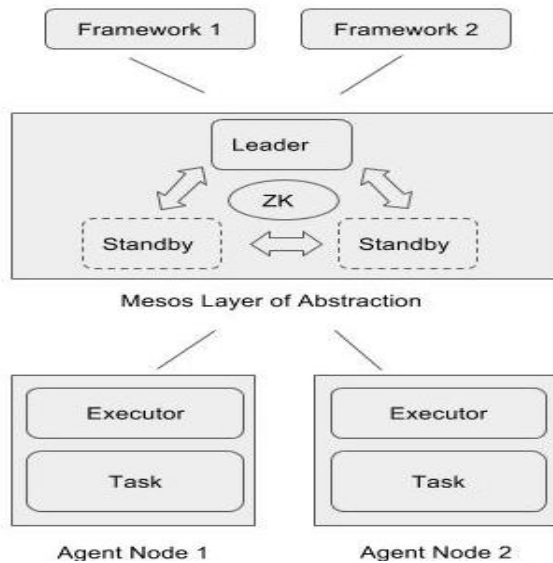 Framework 1
Framework 2
Leader
ZK
Standby
Standby
Mesos Layer of Abstraction
Executor
Executor
Task
Task
Agent Node 1
Agent Node 2